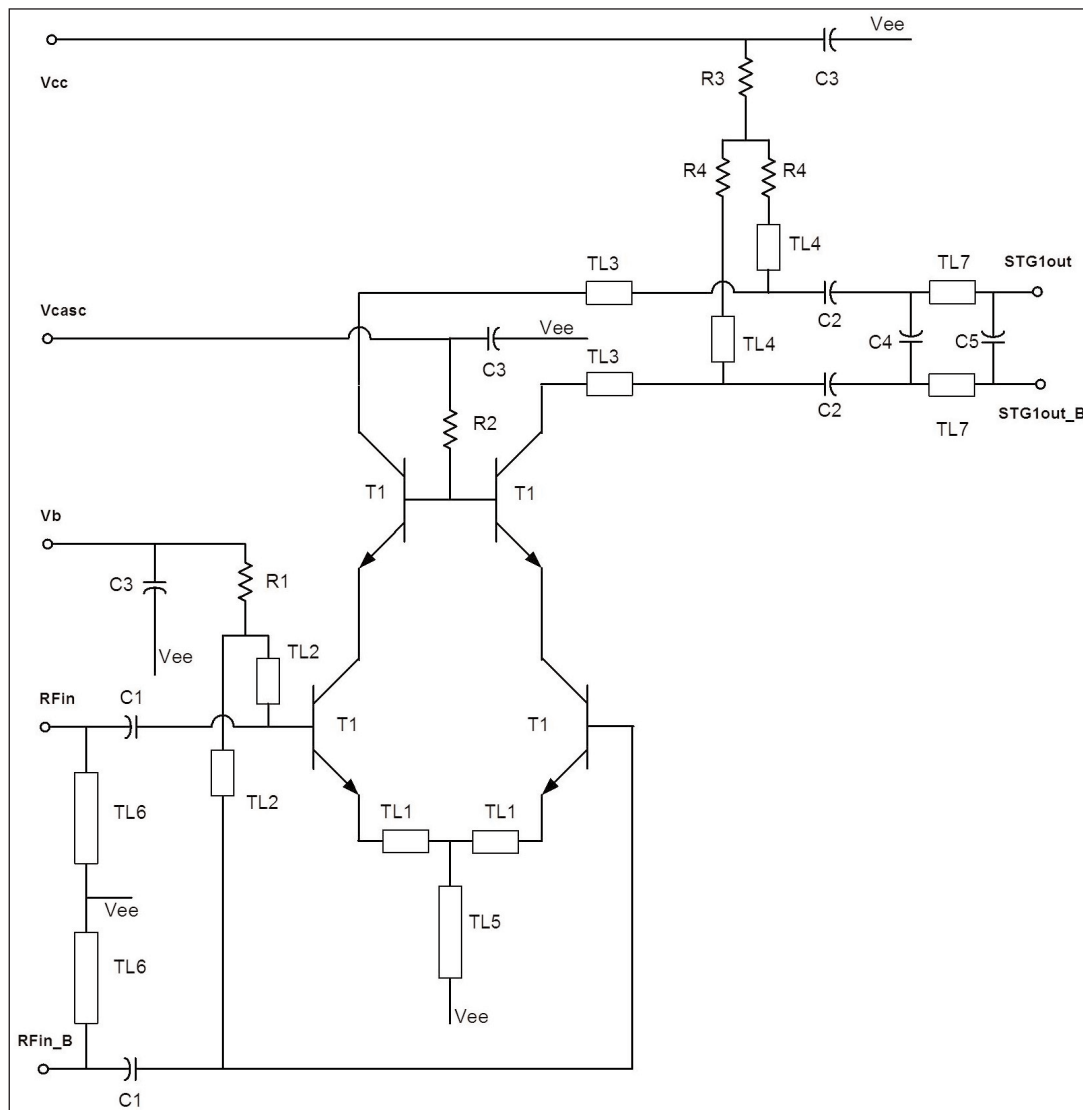 Vee
Vcc
R3
C3
R4
R4
TL4
TL3
TL7
STG1out
Vcasc
Vee
C2
C4
C5
C3
TL3
TL4
R2
C2
STG1out_B
TL7
T1
T1
Vb
C3
R1
Vee
TL2
RFin
C1
T1
T1
TL2
TL6
TL1
TL1
Vee
TL5
TL6
Vee
RFin_B
C1